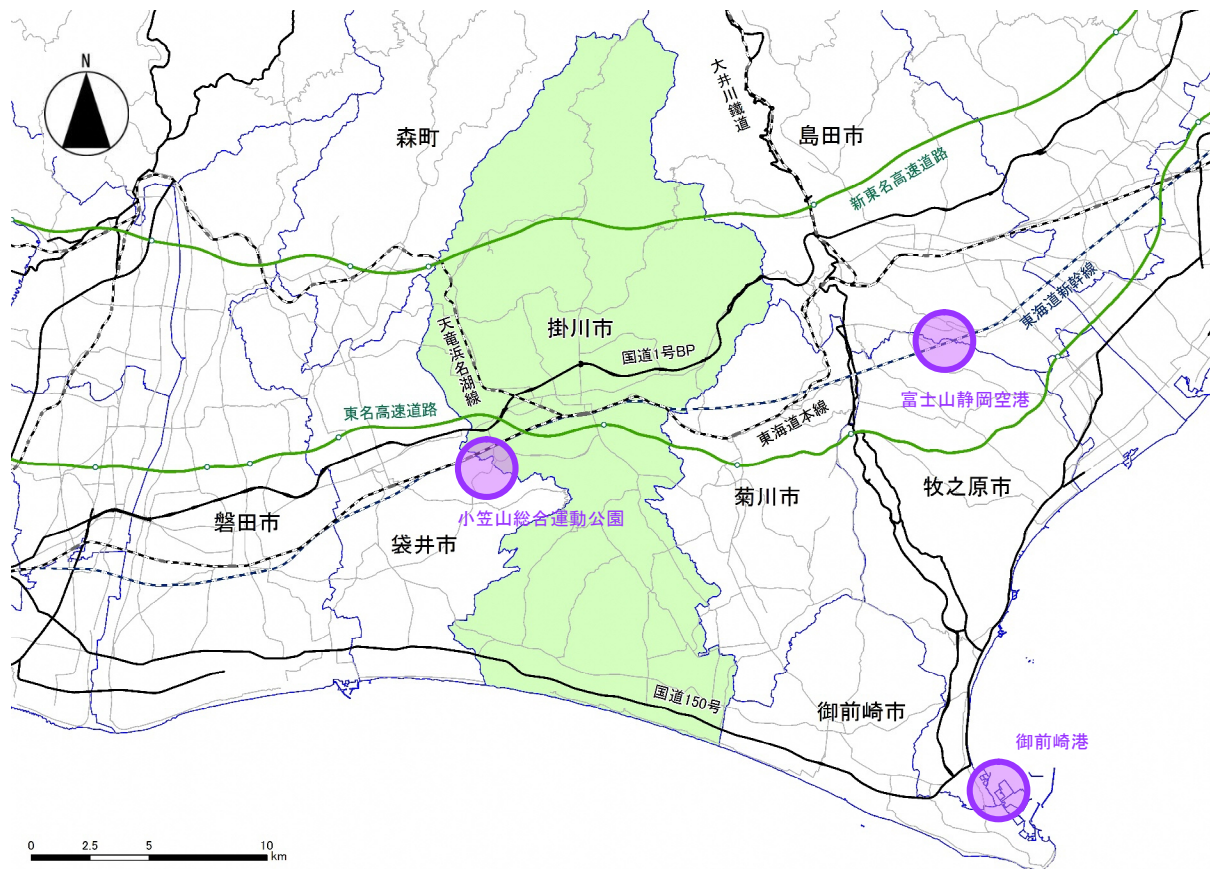 N
大井川鐵道
森町
島田市
新東名高速道路
東海道新幹線
天竜浜名湖線
掛川市
国道1号BP
富士山静岡空港
東名高速道路
東海道本線
菊川市
牧之原市
小笠山総合運動公園
磐田市
袋井市
国道150号
御前崎市
御前崎港
0 2.5 5 10
km